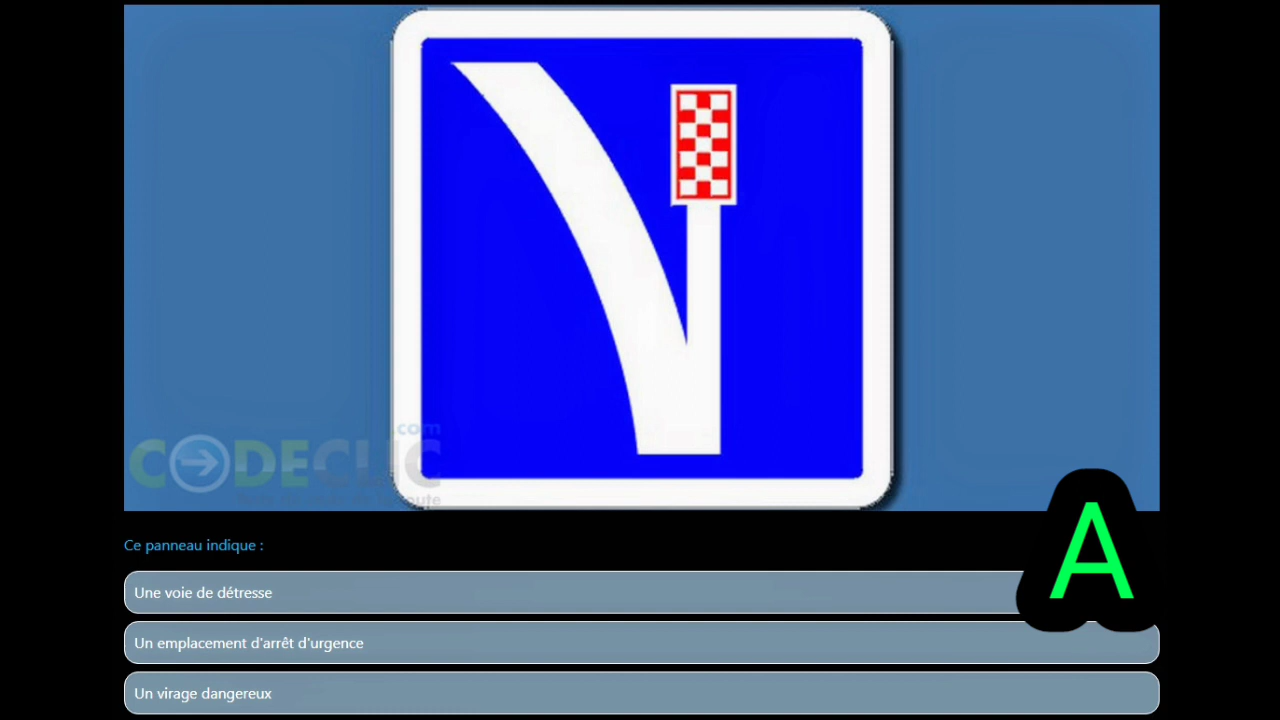 .com
CODECLIC
Ce panneau indique :
A
Une voie de détresse
Un emplacement d'arrêt d'urgence
Un virage dangereux